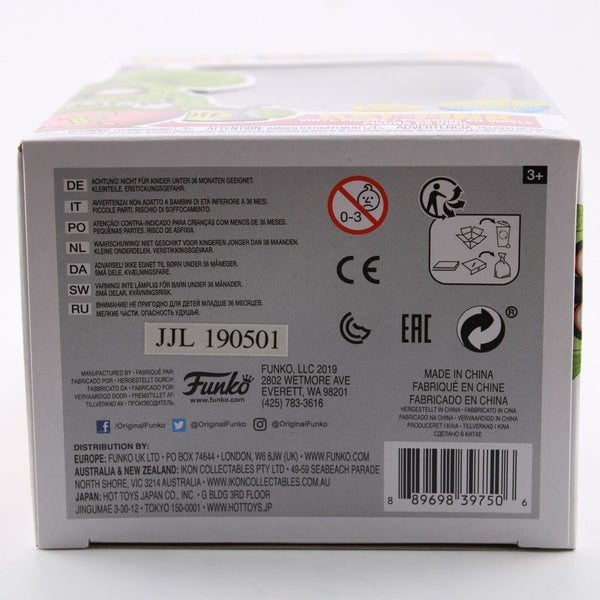 ATTENTION: DANGER D'ÉTOUFFEMENT
ADVERTENCIA
3+
DE ACHTUNG! NICHT FÜR KINDER UNTER 36 MONATEN GEEIGNET.
KLEINTEILE. ERSTICKUNGSGEFAHR.
IT AVVERTENZA! NON ADATTO A BAMBINI DI ETÀ INFERIORE A 36 MESI.
PICCOLE PARTI. RISCHIO DI SOFFOCAMENTO.
PO ATENÇÃO! CONTRA-INDICADO PARA CRIANÇAS COM MENOS DE 36 MESES.
PEQUENAS PARTES. RISCO DE ASFIXIA.
NL WAARSCHUWING! NIET GESCHIKT VOOR KINDEREN JONGER DAN 36 MAANDEN.
KLEINE ONDERDELEN. VERSTIKKINGSGEVAAR.
DA ADVARSEL! IKKE EGNET TIL BØRN UNDER 36 MÅNEDER.
SMÅ DELE. KVÆLNINGSFARE.
SW VARNING! INTE LÄMPLIG FÖR BARN UNDER 36 MÅNADER.
SMÅ DELAR. KVÄVNINGSRISK.
RU ВНИМАНИЕ! НЕ ПРИГОДНО ДЛЯ ДЕТЕЙ МЛАДШЕ 36 МЕСЯЦЕВ.
МЕЛКИЕ ЧАСТИ. ОПАСНОСТЬ УДУШЬЯ.
0-3
CE
EAC
®
JJL 190501
MANUFACTURED BY • FABRIQUÉ PAR
FABRICADO POR • HERGESTELLT DURCH
FABBRICATO DA • FABRICADO POR
VERVAARDIGD DOOR • FREMSTILLET AF
TILLVERKAD AV • ПРОИЗВОДИТЕЛЬ:
Funko
www.funko.com
FUNKO, LLC 2019
2802 WETMORE AVE
EVERETT, WA 98201
(425) 783-3616
MADE IN CHINA
FABRIQUÉ EN CHINE
FABRICADO EN CHINA
HERGESTELLT IN CHINA • FABBRICATO IN CINA
FABRICADO NA CHINA • VERVAARDIGD IN CHINA
PRODUCERET I KINA • TILLVERKAD I KINA
СДЕЛАНО В КИТАЕ
/OriginalFunko @OriginalFunko @OriginalFunko
DISTRIBUTION BY:
EUROPE: FUNKO UK LTD • PO BOX 74644 • LONDON, W6 6JW (UK) • WWW.FUNKO.COM
AUSTRALIA & NEW ZEALAND: IKON COLLECTABLES PTY LTD • 49-59 SEABEACH PARADE
NORTH SHORE, VIC 3214 AUSTRALIA • WWW.IKONCOLLECTABLES.COM.AU
JAPAN: HOT TOYS JAPAN CO., INC. • G BLDG 3RD FLOOR
JINGUMAE 3-30-12 • TOKYO 150-0001 • WWW.HOTTOYS.JP
8 89698 39750 6